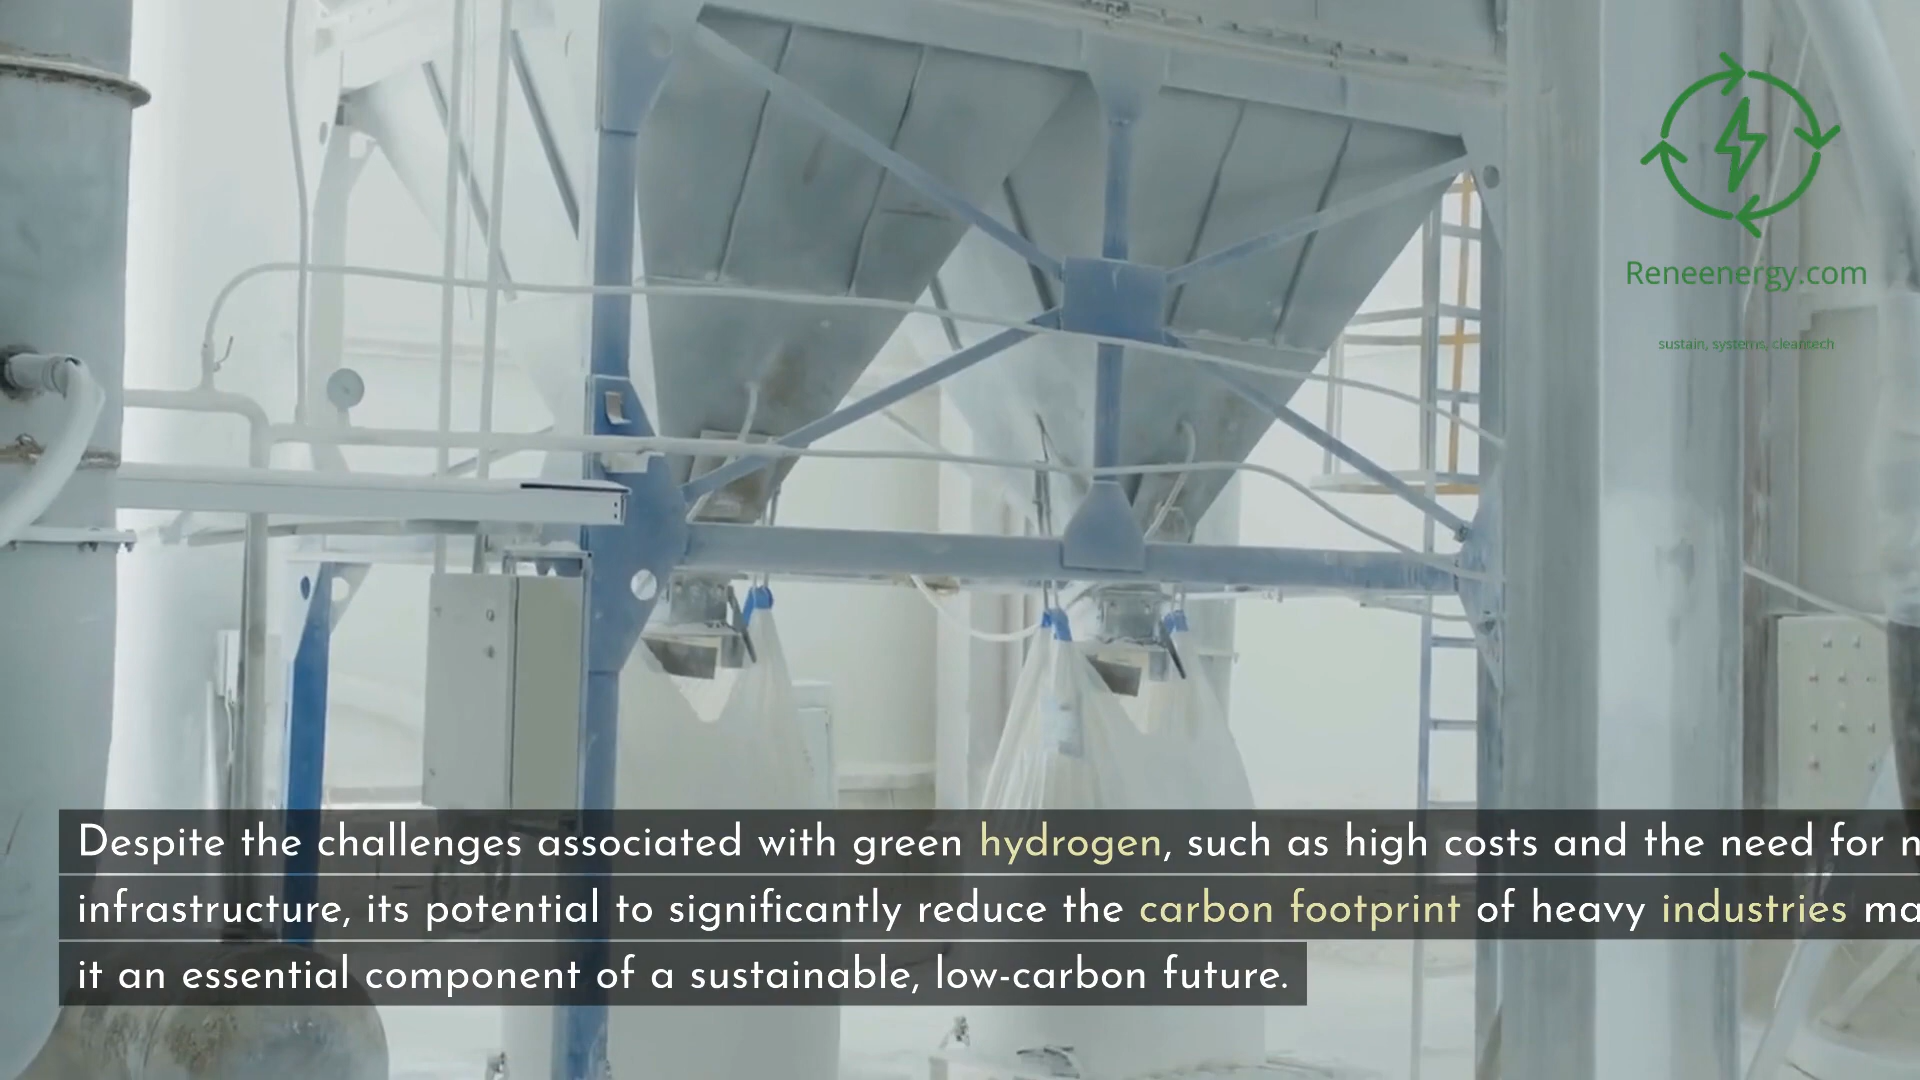 Reneenergy.com
sustain, systems, cleantech
Despite the challenges associated with green hydrogen, such as high costs and the need for
infrastructure, its potential to significantly reduce the carbon footprint of heavy industries
it an essential component of a sustainable, low-carbon future.